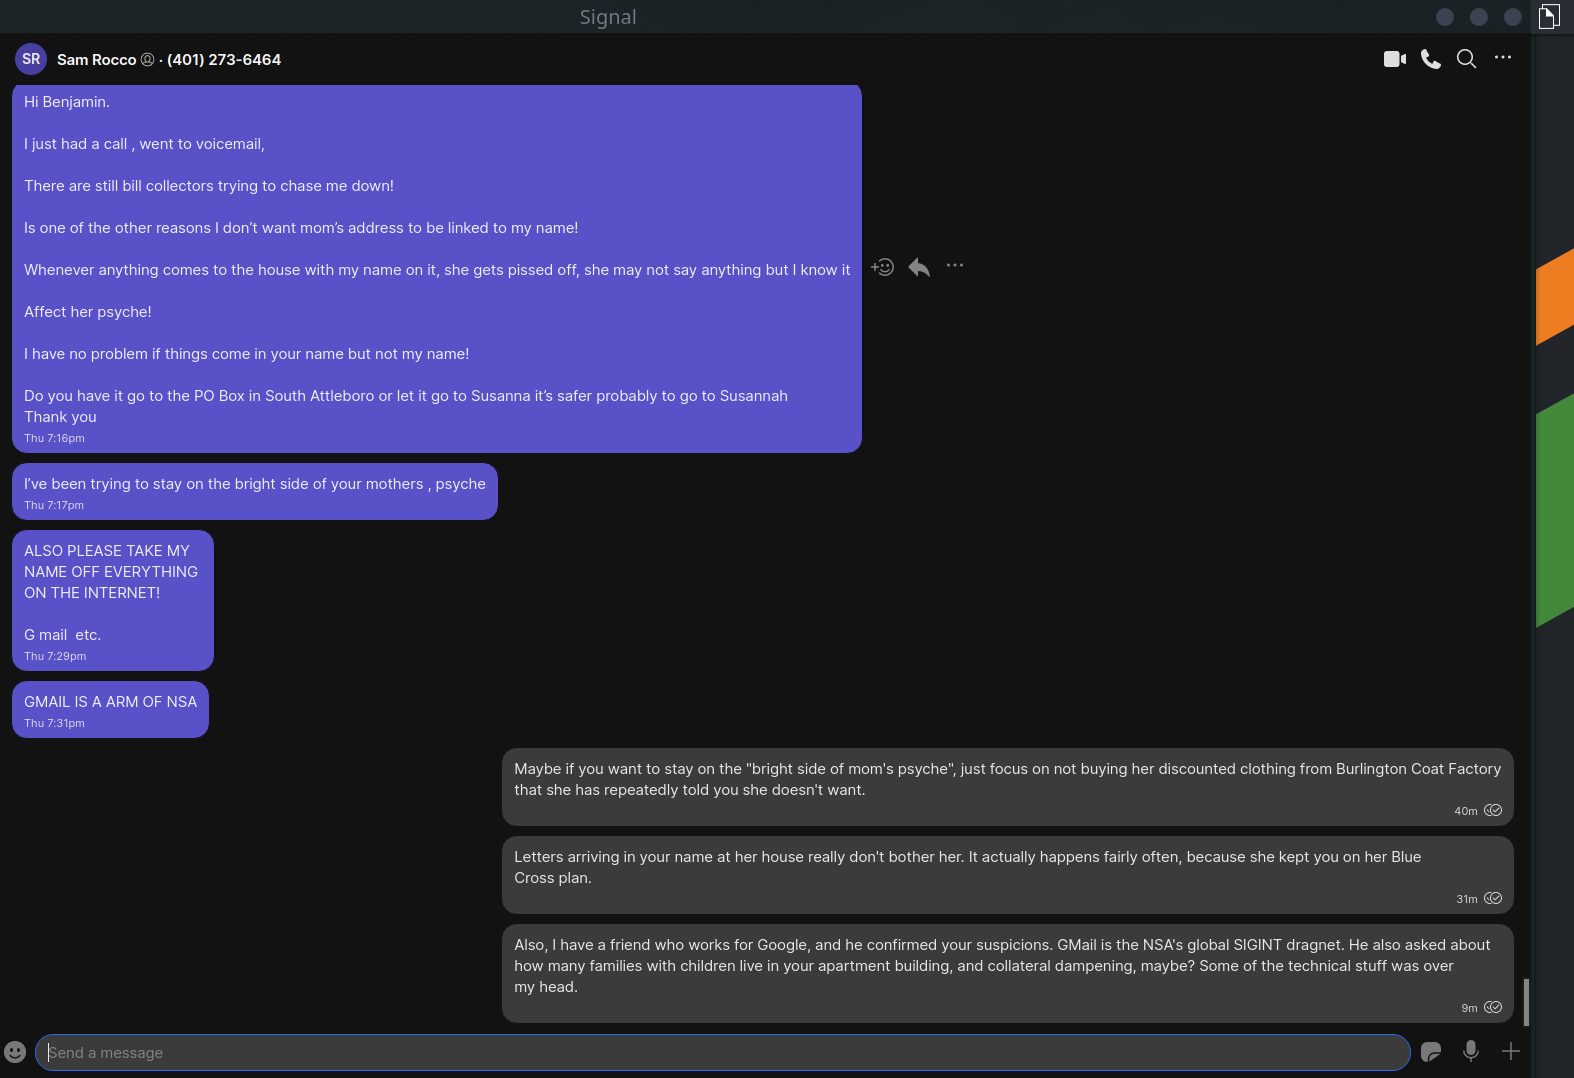 Signal
SR
Sam Rocco · (401) 273-6464
Hi Benjamin.
I just had a call , went to voicemail,
There are still bill collectors trying to chase me down!
Is one of the other reasons I don’t want mom’s address to be linked to my name!
Whenever anything comes to the house with my name on it, she gets pissed off, she may not say anything but I know it
Affect her psyche!
I have no problem if things come in your name but not my name!
Do you have it go to the PO Box in South Attleboro or let it go to Susanna it’s safer probably to go to Susannah
Thank you
Thu 7:16pm
I’ve been trying to stay on the bright side of your mothers , psyche
Thu 7:17pm
ALSO PLEASE TAKE MY
NAME OFF EVERYTHING
ON THE INTERNET!
G mail  etc.
Thu 7:29pm
GMAIL IS A ARM OF NSA
Thu 7:31pm
Maybe if you want to stay on the "bright side of mom's psyche", just focus on not buying her discounted clothing from Burlington Coat Factory
that she has repeatedly told you she doesn't want.
40m
Letters arriving in your name at her house really don't bother her. It actually happens fairly often, because she kept you on her Blue
Cross plan.
31m
Also, I have a friend who works for Google, and he confirmed your suspicions. GMail is the NSA's global SIGINT dragnet. He also asked about
how many families with children live in your apartment building, and collateral dampening, maybe? Some of the technical stuff was over
my head.
9m
Send a message